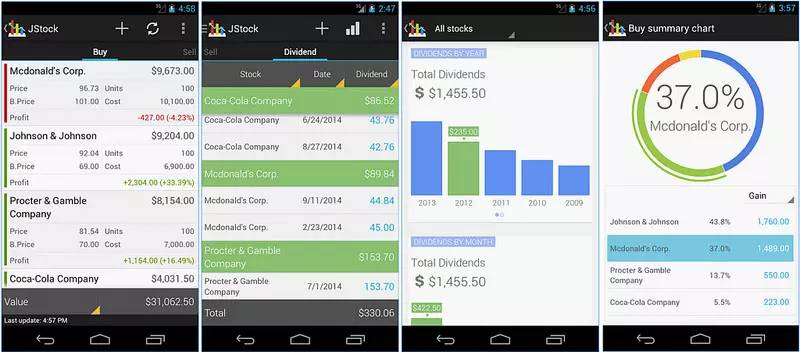 3G 4:58
JStock
Buy
Sell
Mcdonald's Corp. $9,673.00
Price 96.73 Units 100
B.Price 101.00 Cost 10,100.00
Profit -427.00 (-4.23%)
Johnson & Johnson $9,204.00
Price 92.04 Units 100
B.Price 69.00 Cost 6,900.00
Profit +2,304.00 (+33.39%)
Procter & Gamble $8,154.00
Company
Price 81.54 Units 100
B.Price 70.00 Cost 7,000.00
Profit +1,154.00 (+16.49%)
Coca-Cola Company $4,031.50
Value $31,062.50
Last update: 4:57 PM
3G 2:47
JStock
Sell Dividend
Stock Date Dividend
Coca-Cola Company $86.52
Coca-Cola Company 6/24/2014 43.76
Coca-Cola Company 8/27/2014 42.76
Mcdonald's Corp. $89.84
Mcdonald's Corp. 9/11/2014 44.84
Mcdonald's Corp. 2/23/2014 45.00
Procter & Gamble $153.70
Company
Procter & Gamble 7/1/2014 153.70
Company
Total $330.06
3G 4:56
All stocks
DIVIDENDS BY YEAR
Total Dividends
$ $1,455.50
$235.00
2013 2012 2011 2010 2009
DIVIDENDS BY MONTH
Total Dividends
$ $1,455.50
$422.50
3G 3:57
Buy summary chart
37.0%
Mcdonald's Corp.
Gain
Johnson & Johnson 43.8% 1,760.00
Mcdonald's Corp. 37.0% 1,489.00
Procter & Gamble 13.7% 550.00
Company
Coca-Cola Company 5.5% 223.00